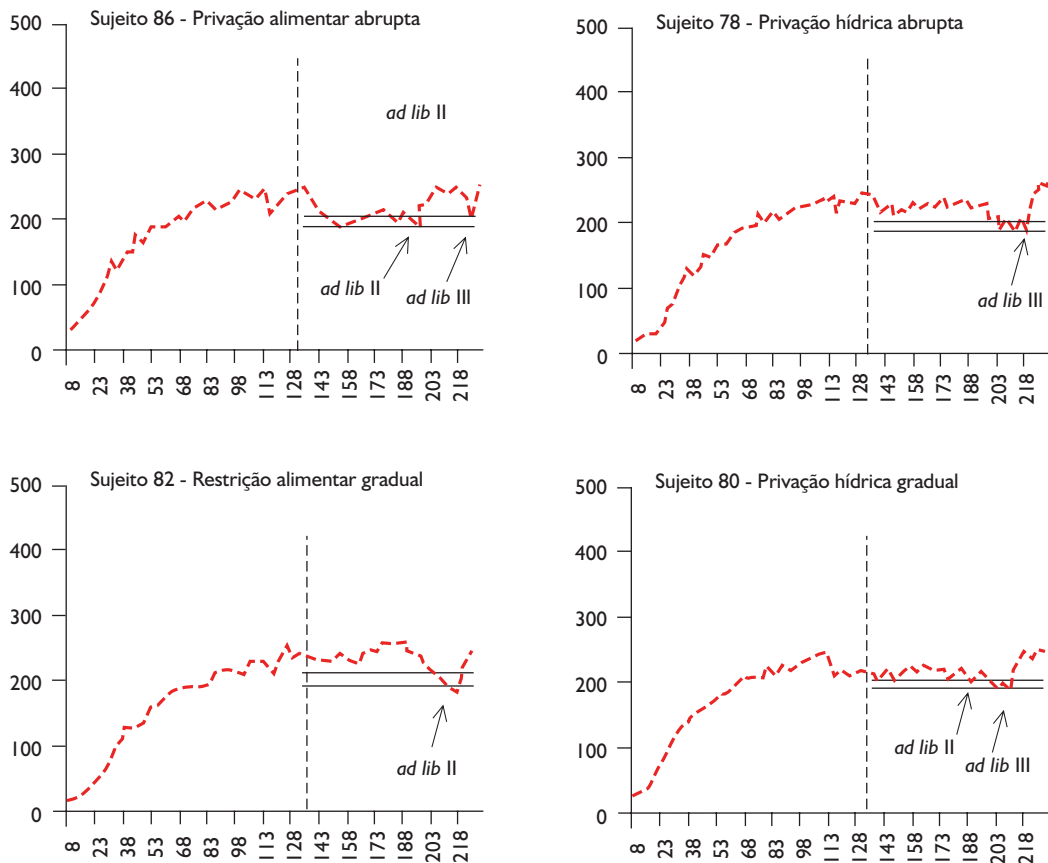 Sujeito 86 - Privação alimentar abrupta
500
400
300
200
100
0
ad lib II
ad lib II
ad lib III
8 23 38 53 68 83 98 113 128 143 158 173 188 203 218
Sujeito 78 - Privação hídrica abrupta
500
400
300
200
100
0
ad lib III
8 23 38 53 68 83 98 113 128 143 158 173 188 203 218
Sujeito 82 - Restrição alimentar gradual
500
400
300
200
100
0
ad lib II
8 23 38 53 68 83 98 113 128 143 158 173 188 203 218
Sujeito 80 - Privação hídrica gradual
500
400
300
200
100
0
ad lib II
ad lib III
8 23 38 53 68 83 98 113 128 143 158 173 188 203 218